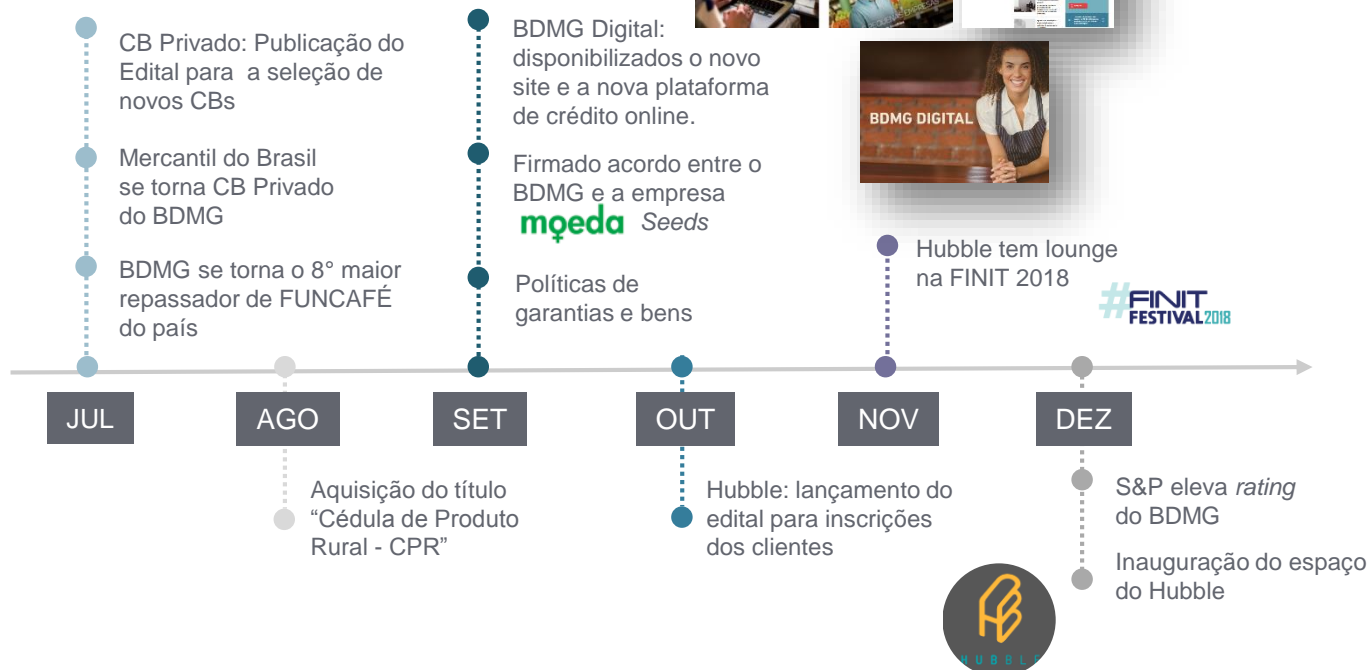 CB Privado: Publicação do
Edital para a seleção de
novos CBs
Mercantil do Brasil
se torna CB Privado
do BDMG
BDMG se torna o 8° maior
repassador de FUNCAFÉ
do país
BDMG Digital:
disponibilizados o novo
site e a nova plataforma
de crédito online.
Firmado acordo entre o
BDMG e a empresa
moeda Seeds
Políticas de
garantias e bens
BDMG DIGITAL
Hubble tem lounge
na FINIT 2018
#FINIT
FESTIVAL2018
JUL
AGO
SET
OUT
NOV
DEZ
Aquisição do título
“Cédula de Produto
Rural - CPR”
Hubble: lançamento do
edital para inscrições
dos clientes
S&P eleva rating
do BDMG
Inauguração do espaço
do Hubble
HUBBLE